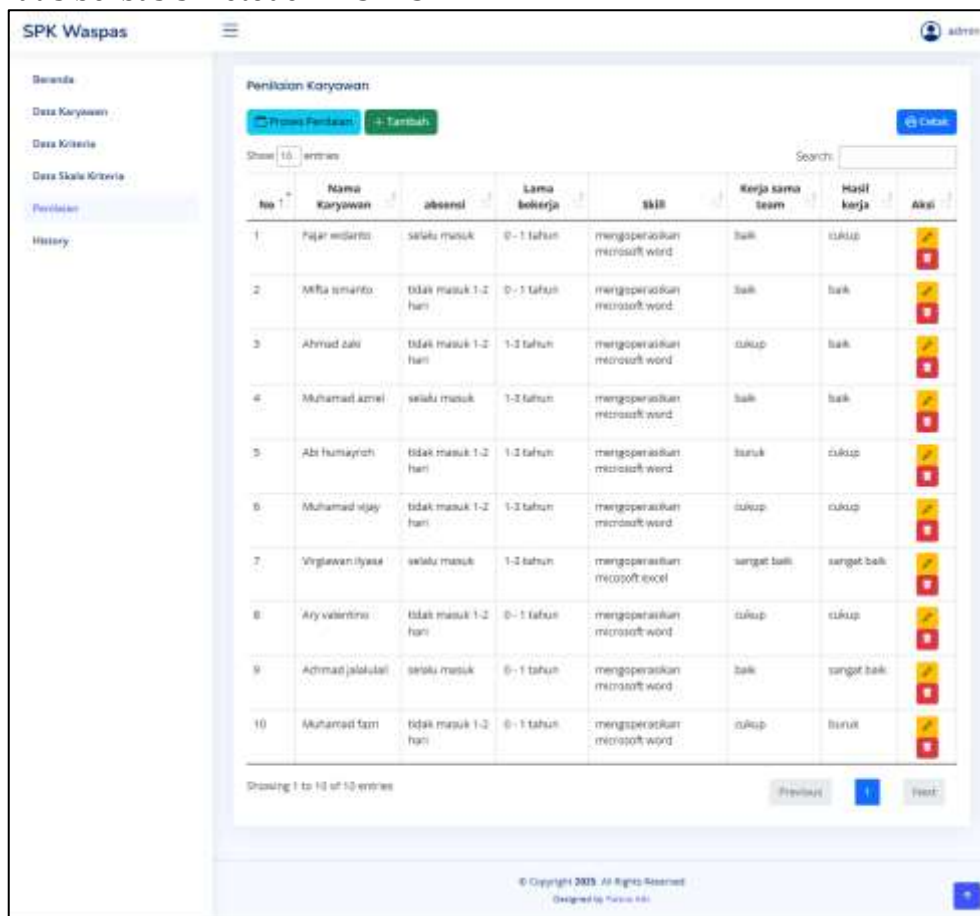 SPK Waspas
admin
Beranda
Data Karyawan
Data Kriteria
Data Skala Kriteria
Penilaian
History
Penilaian Karyawan
Proses Penilaian + Tambah Cetak
Show 10 entries Search:
No Nama Karyawan absensi Lama bekerja Skill Kerja sama team Hasil kerja Aksi
1 Fajar widanto selalu masuk 0 - 1 tahun mengoperasikan microsoft word baik cukup
2 Mifta ismanto tidak masuk 1-2 hari 0 - 1 tahun mengoperasikan microsoft word baik baik
3 Ahmad zaki tidak masuk 1-2 hari 1-3 tahun mengoperasikan microsoft word cukup baik
4 Muhamad azriel selalu masuk 1-3 tahun mengoperasikan microsoft word baik baik
5 Abi humayroh tidak masuk 1-2 hari 1-3 tahun mengoperasikan microsoft word buruk cukup
6 Muhamad vijay tidak masuk 1-2 hari 1-3 tahun mengoperasikan microsoft word cukup cukup
7 Virgiawan ilyasa selalu masuk 1-3 tahun mengoperasikan micosoft excel sangat baik sangat baik
8 Ary valentino tidak masuk 1-2 hari 0 - 1 tahun mengoperasikan microsoft word cukup cukup
9 Achmad jalalulail selalu masuk 0 - 1 tahun mengoperasikan microsoft word baik sangat baik
10 Muhamad fazri tidak masuk 1-2 hari 0 - 1 tahun mengoperasikan microsoft word cukup buruk
Showing 1 to 10 of 10 entries
Previous 1 Next
© Copyright 2025. All Rights Reserved
Designed by